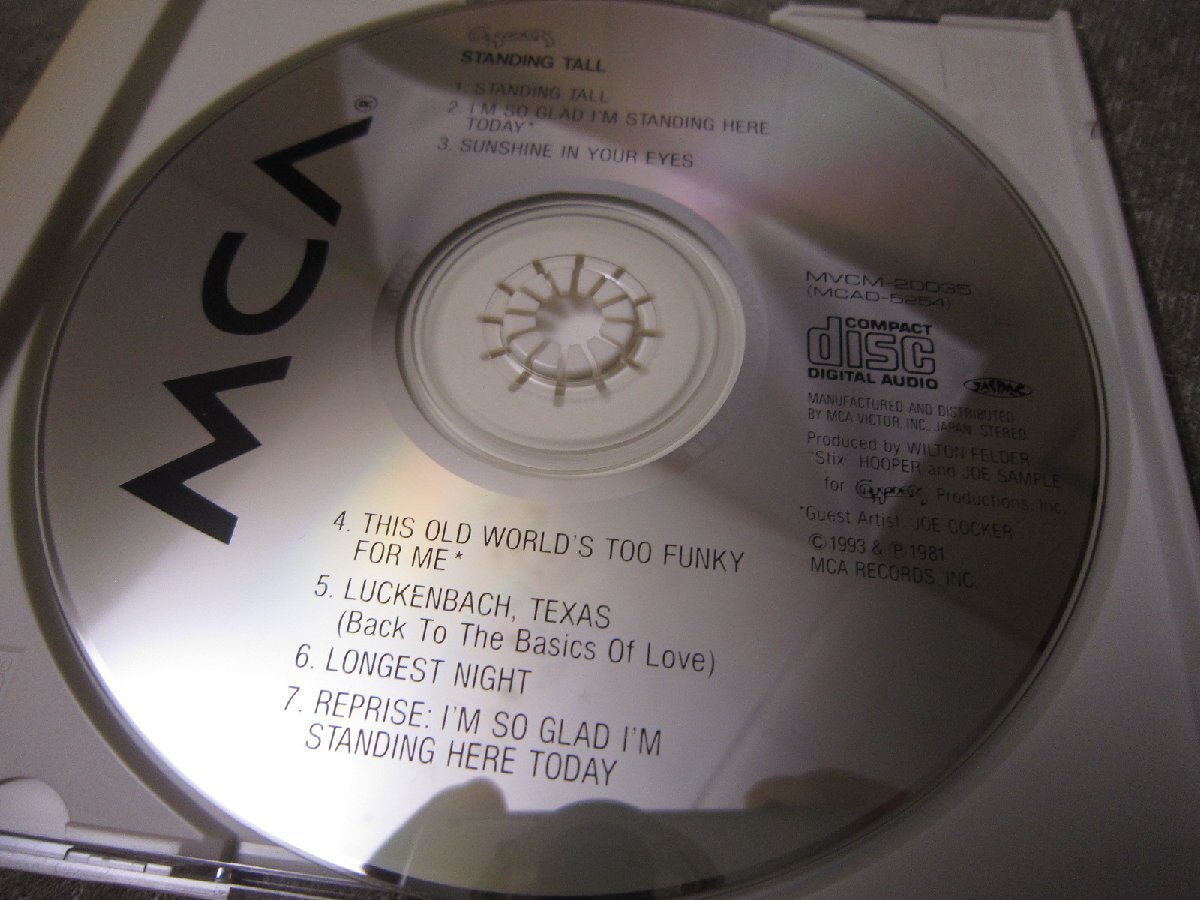 Crusaders
STANDING TALL
1. STANDING TALL
2. I'M SO GLAD I'M STANDING HERE
TODAY*
3. SUNSHINE IN YOUR EYES
MCA®
MVCM-20035
(MCAD-5254)
COMPACT
disc
DIGITAL AUDIO
JASRAC
MANUFACTURED AND DISTRIBUTED
BY MCA VICTOR, INC., JAPAN. STEREO
Produced by WILTON FELDER
"Stix" HOOPER and JOE SAMPLE
for Crusaders Productions, Inc.
*Guest Artist JOE COCKER
©1993 & ℗ 1981
MCA RECORDS, INC.
4. THIS OLD WORLD'S TOO FUNKY
FOR ME*
5. LUCKENBACH, TEXAS
(Back To The Basics Of Love)
6. LONGEST NIGHT
7. REPRISE: I'M SO GLAD I'M
STANDING HERE TODAY